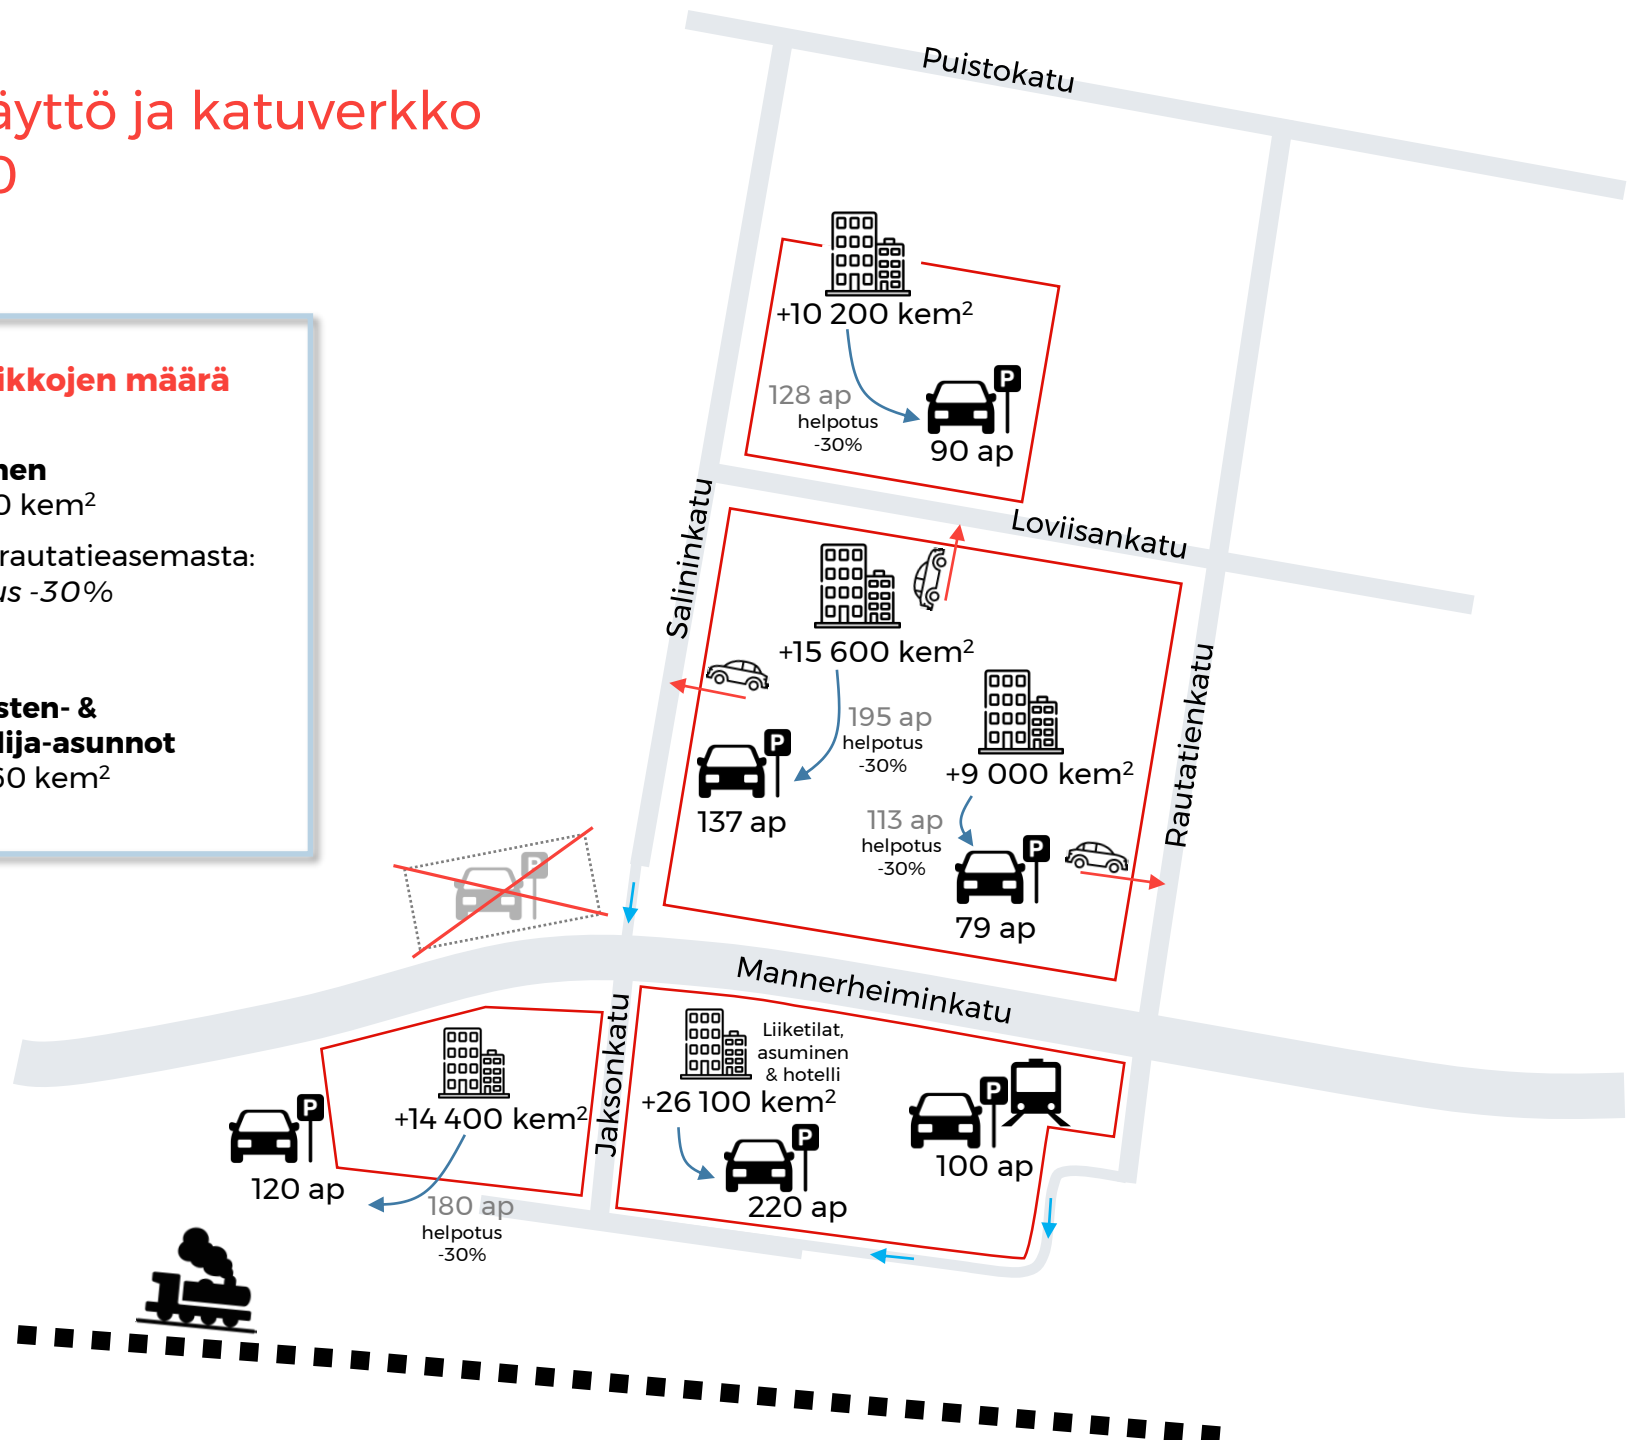 äyttö ja katuverkko
0
ikkojen määrä
nen
0 kem²
rautatieasemasta:
us -30%
sten- &
lija-asunnot
60 kem²
Puistokatu
+10 200 kem²
128 ap
helpotus
-30%
P
90 ap
Loviisankatu
Salininkatu
+15 600 kem²
195 ap
helpotus
-30%
P
137 ap
+9 000 kem²
113 ap
helpotus
-30%
P
79 ap
Rautatienkatu
P
Mannerheiminkatu
Jaksonkatu
+14 400 kem²
P
120 ap
180 ap
helpotus
-30%
Liiketilat,
asuminen
& hotelli
+26 100 kem²
P
220 ap
P
100 ap